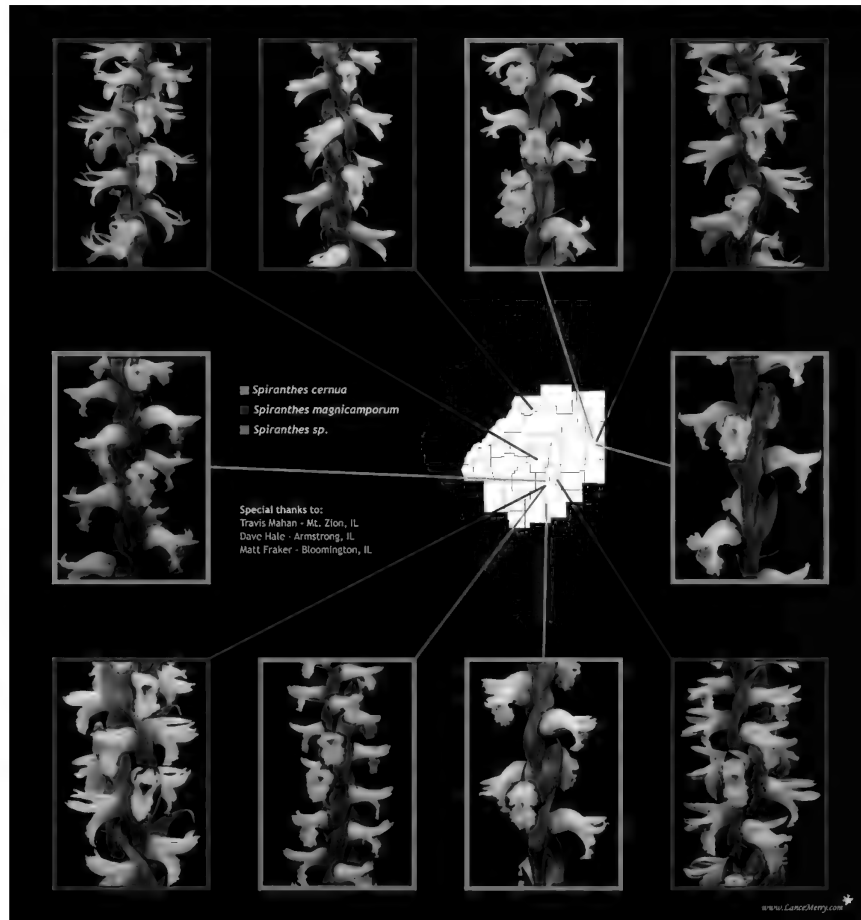 Spiranthes cernua
Spiranthes magnicamporum
Spiranthes sp.
Special thanks to:
Travis Mahan - Mt. Zion, IL
Dave Hale - Armstrong, IL
Matt Fraker - Bloomington, IL
www.LanceMerry.com